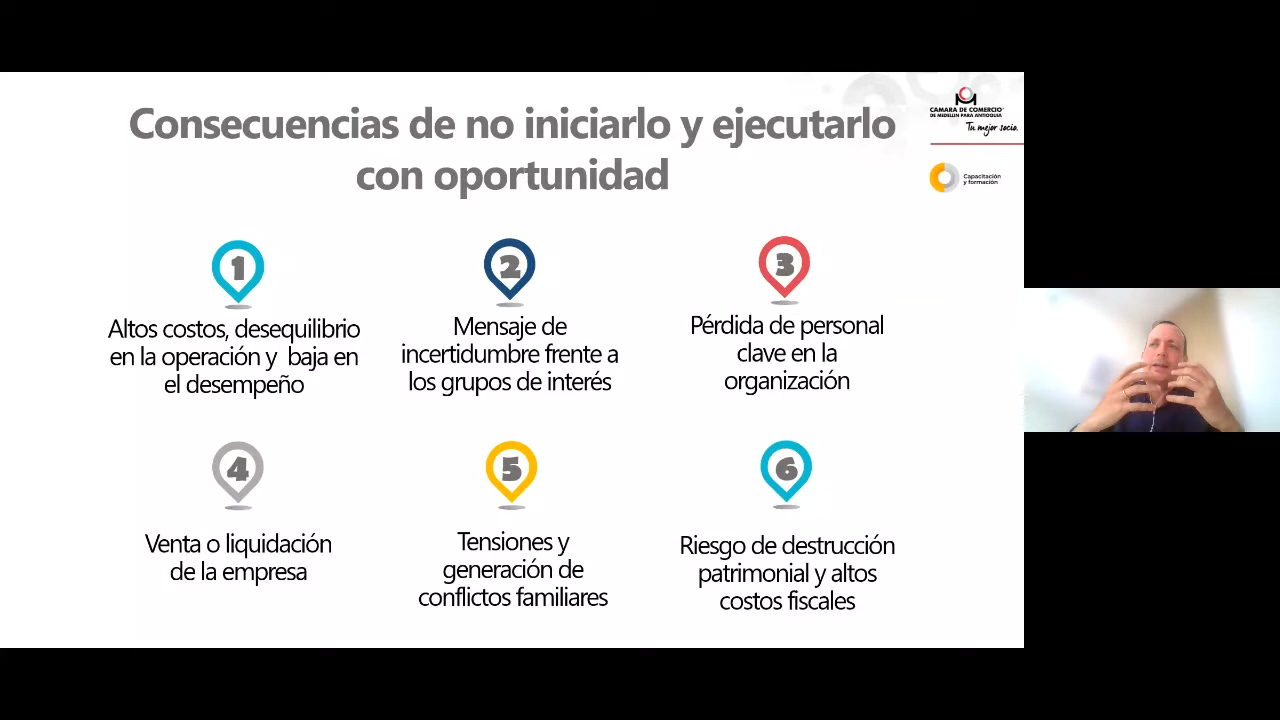 Consecuencias de no iniciarlo y ejecutarlo
con oportunidad
CAMARA DE COMERCIO
DE MEDELLIN PARA ANTIOQUIA
Tu mejor socio.
Capacitación
y formación
1
Altos costos, desequilibrio
en la operación y baja en
el desempeño
2
Mensaje de
incertidumbre frente a
los grupos de interés
3
Pérdida de personal
clave en la
organización
4
Venta o liquidación
de la empresa
5
Tensiones y
generación de
conflictos familiares
6
Riesgo de destrucción
patrimonial y altos
costos fiscales